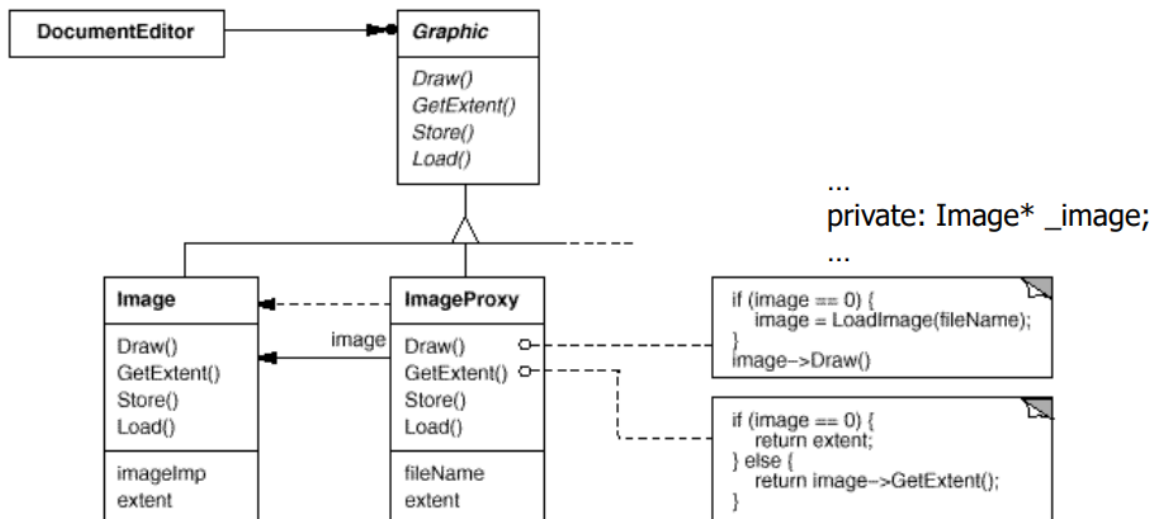 DocumentEditor
Graphic
Draw()
GetExtent()
Store()
Load()
...
private: Image* _image;
...
Image
Draw()
GetExtent()
Store()
Load()
imageImp
extent
image
ImageProxy
Draw()
GetExtent()
Store()
Load()
fileName
extent
if (image == 0) {
image = LoadImage(fileName);
}
image->Draw()
if (image == 0) {
return extent;
} else {
return image->GetExtent();
}